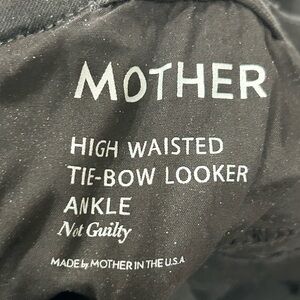 MOTHER
HIGH WAISTED
TIE-BOW LOOKER
ANKLE
Not Guilty
MADE by MOTHER IN THE U.S.A